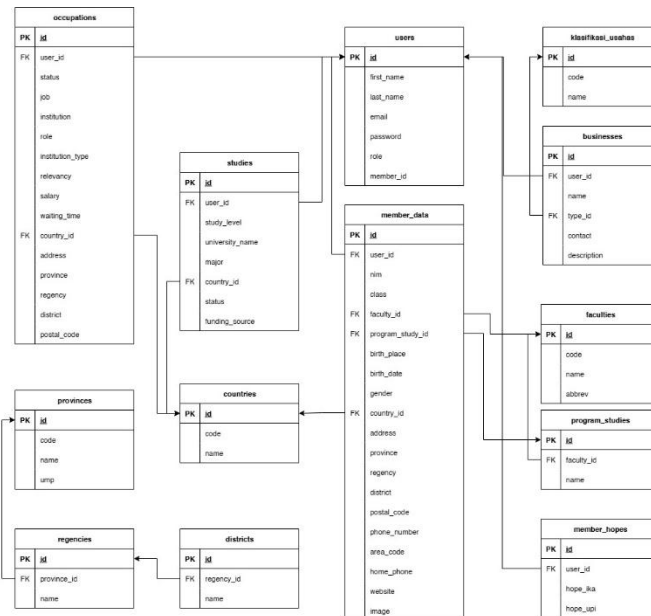 occupations
PK id
FK user_id
status
job
institution
role
institution_type
relevancy
salary
waiting_time
FK country_id
address
province
regency
district
postal_code
studies
PK id
FK user_id
study_level
university_name
major
FK country_id
status
funding_source
users
PK id
first_name
last_name
email
password
role
member_id
klasifikasi_usahas
PK id
code
name
businesses
PK id
FK user_id
name
FK type_id
contact
description
member_data
PK id
FK user_id
nim
class
FK faculty_id
FK program_study_id
birth_place
birth_date
gender
FK country_id
address
province
regency
district
postal_code
phone_number
area_code
home_phone
website
image
faculties
PK id
code
name
abbrev
program_studies
PK id
FK faculty_id
name
provinces
PK id
code
name
ump
countries
PK id
code
name
regencies
PK id
FK province_id
name
districts
PK id
FK regency_id
name
member_hopes
PK id
FK user_id
hope_ika
hope_upi